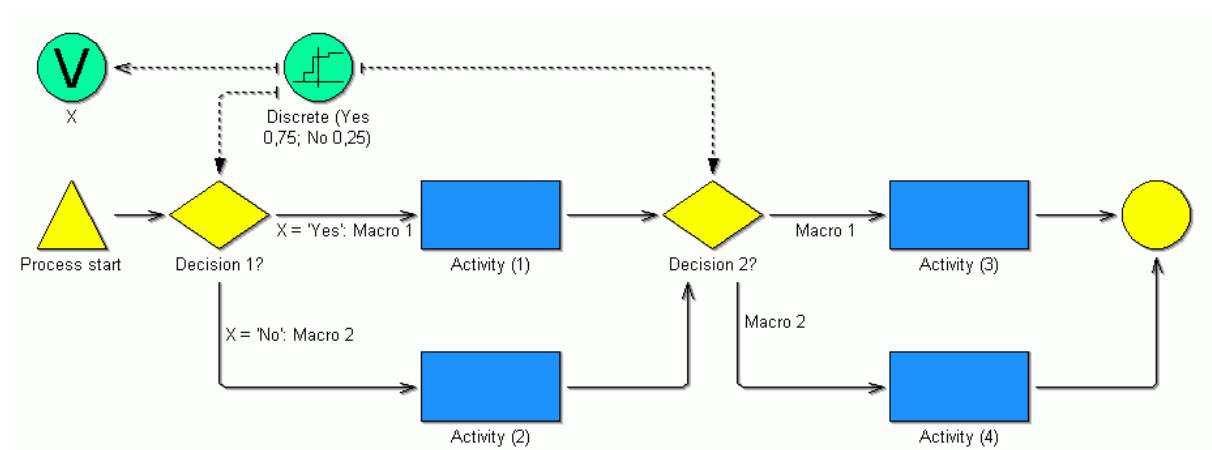 V
X
Discrete (Yes
0,75; No 0,25)
Process start
Decision 1?
X = 'Yes': Macro 1
Activity (1)
Decision 2?
Macro 1
Activity (3)
X = 'No': Macro 2
Macro 2
Activity (2)
Activity (4)